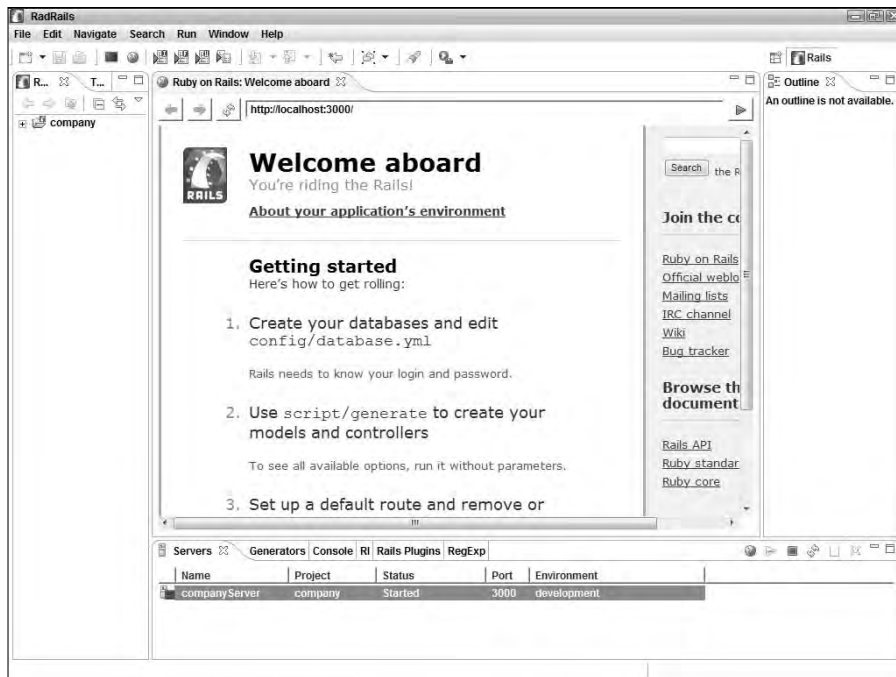 RadRails
File Edit Navigate Search Run Window Help
Rails
R... T...
company
Ruby on Rails: Welcome aboard
http://localhost:3000/
RAILS
Welcome aboard
You're riding the Rails!
About your application's environment
Getting started
Here's how to get rolling:
1. Create your databases and edit
config/database.yml
Rails needs to know your login and password.
2. Use script/generate to create your
models and controllers
To see all available options, run it without parameters.
3. Set up a default route and remove or
Search the R
Join the co
Ruby on Rails
Official weblo
Mailing lists
IRC channel
Wiki
Bug tracker
Browse th
document
Rails API
Ruby standar
Ruby core
Outline
An outline is not available.
Servers Generators Console RI Rails Plugins RegExp
Name Project Status Port Environment
companyServer company Started 3000 development